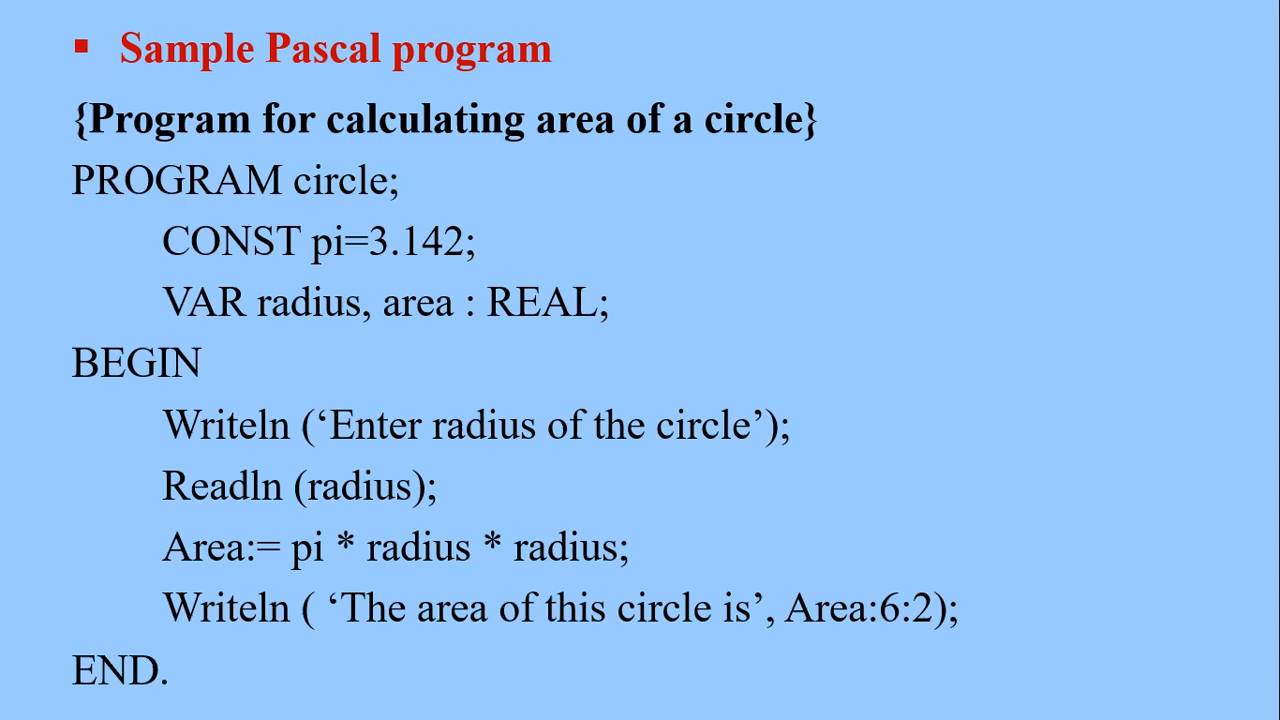 ▪ Sample Pascal program
{Program for calculating area of a circle}
PROGRAM circle;
CONST pi=3.142;
VAR radius, area : REAL;
BEGIN
Writeln (‘Enter radius of the circle’);
Readln (radius);
Area:= pi * radius * radius;
Writeln ( ‘The area of this circle is’, Area:6:2);
END.